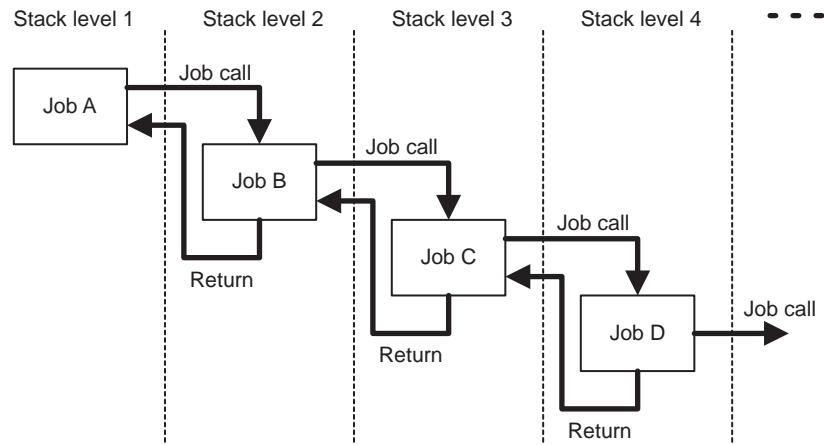 Stack level 1
Stack level 2
Stack level 3
Stack level 4
Job call
Job A
Job call
Job B
Job call
Job C
Return
Job call
Job D
Return
Return